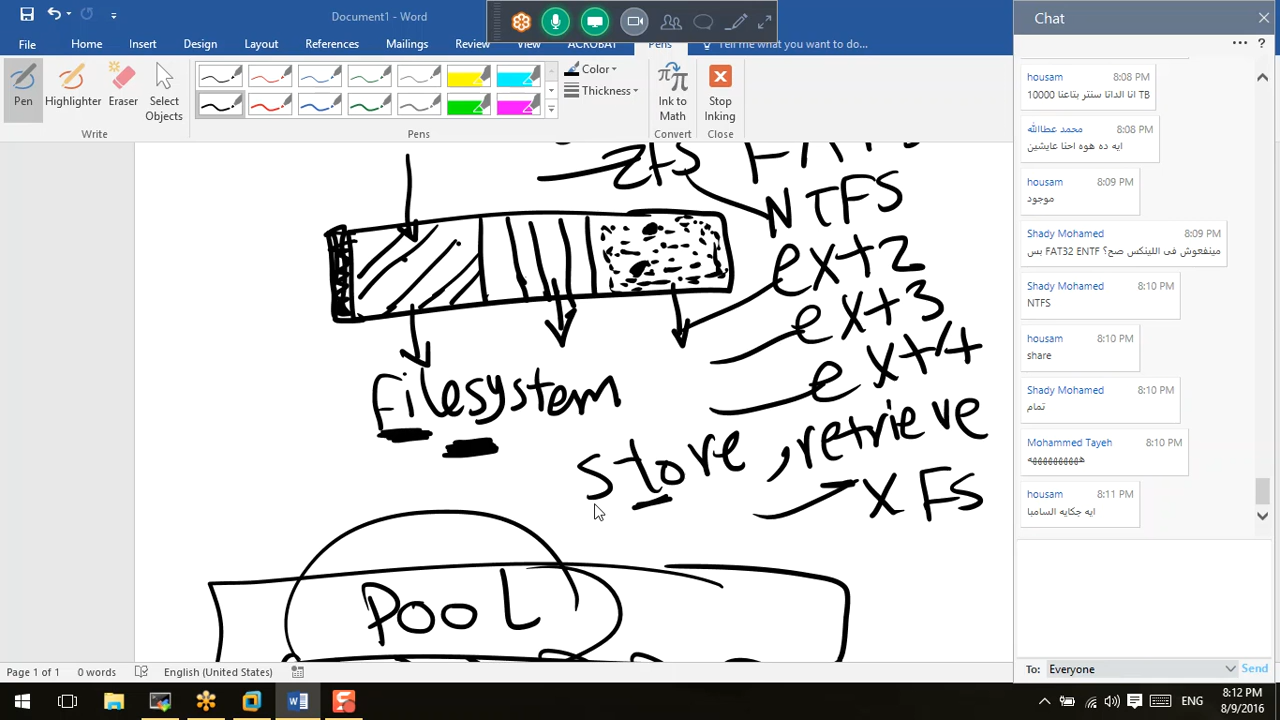 Document1 - Word
File
Home
Insert
Design
Layout
References
Mailings
Review
View
ACROBAT
Pens
Tell me what you want to do...
Pen
Highlighter
Eraser
Select Objects
Color
Thickness
Ink to Math
Stop Inking
Write
Pens
Convert
Close
zfs
NTFS
ext2
ext3
ext4
Filesystem
store, retrieve
XFS
POOL
Chat
housam 8:08 PM
انا الداتا سنتر بتاعنا 10000 TB
محمد عطاالله 8:08 PM
ايه ده هوه احنا عايشين
housam 8:09 PM
موجود
Shady Mohamed 8:09 PM
مينفعوش فى اللينكس صح؟ FAT32 ENTF بس
Shady Mohamed 8:10 PM
NTFS
housam 8:10 PM
share
Shady Mohamed 8:10 PM
تمام
Mohammed Tayeh 8:10 PM
housam 8:11 PM
ايه جكايه السامبا
To: Everyone
Send
Page 1 of 1 0 words English (United States)
ENG 8:12 PM
8/9/2016